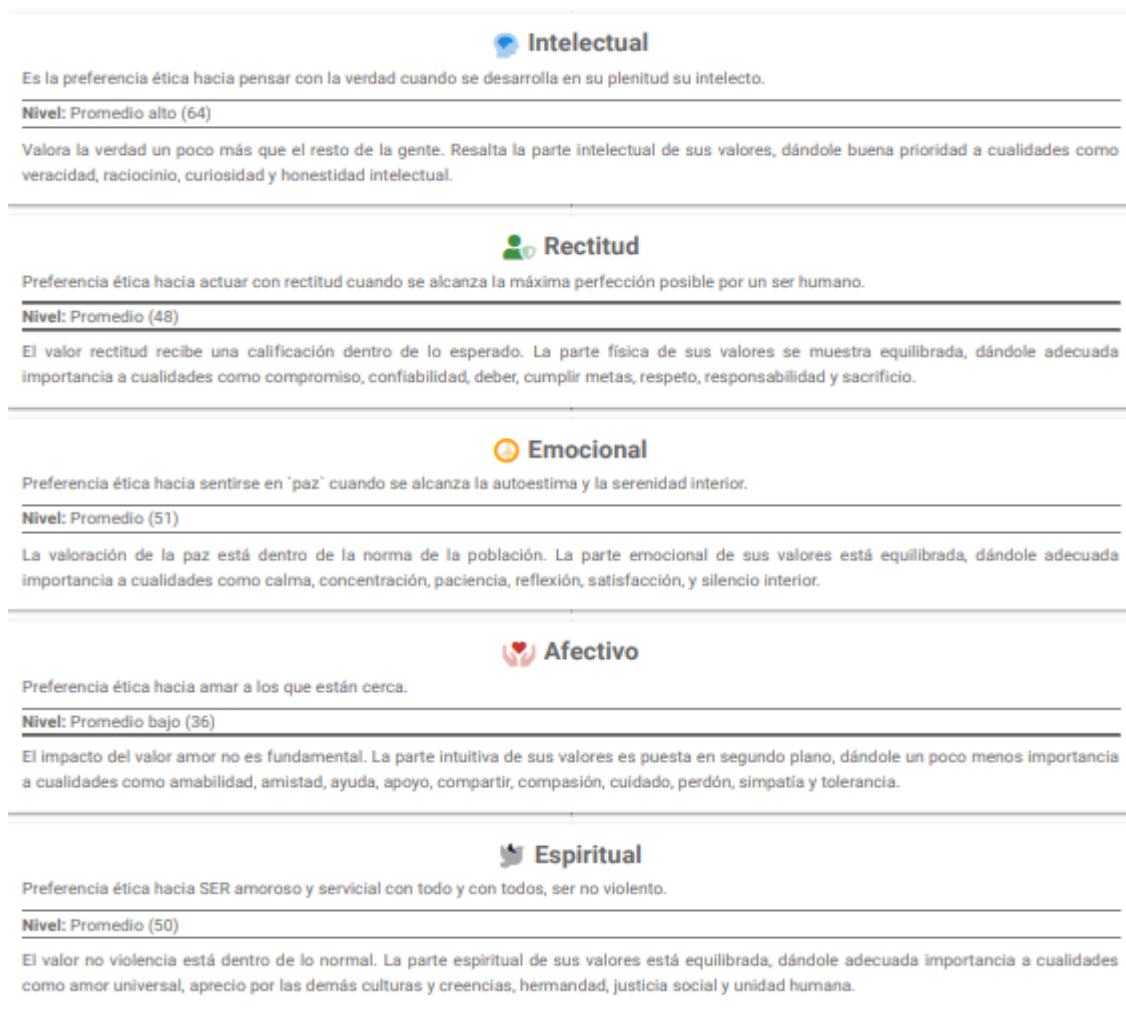 Intelectual
Es la preferencia ética hacia pensar con la verdad cuando se desarrolla en su plenitud su intelecto.
Nivel: Promedio alto (64)
Valora la verdad un poco más que el resto de la gente. Resalta la parte intelectual de sus valores, dándole buena prioridad a cualidades como
veracidad, raciocinio, curiosidad y honestidad intelectual.
Rectitud
Preferencia ética hacia actuar con rectitud cuando se alcanza la máxima perfección posible por un ser humano.
Nivel: Promedio (48)
El valor rectitud recibe una calificación dentro de lo esperado. La parte física de sus valores se muestra equilibrada, dándole adecuada
importancia a cualidades como compromiso, confiabilidad, deber, cumplir metas, respeto, responsabilidad y sacrificio.
Emocional
Preferencia ética hacia sentirse en `paz` cuando se alcanza la autoestima y la serenidad interior.
Nivel: Promedio (51)
La valoración de la paz está dentro de la norma de la población. La parte emocional de sus valores está equilibrada, dándole adecuada
importancia a cualidades como calma, concentración, paciencia, reflexión, satisfacción, y silencio interior.
Afectivo
Preferencia ética hacia amar a los que están cerca.
Nivel: Promedio bajo (36)
El impacto del valor amor no es fundamental. La parte intuitiva de sus valores es puesta en segundo plano, dándole un poco menos importancia
a cualidades como amabilidad, amistad, ayuda, apoyo, compartir, compasión, cuidado, perdón, simpatía y tolerancia.
Espiritual
Preferencia ética hacia SER amoroso y servicial con todo y con todos, ser no violento.
Nivel: Promedio (50)
El valor no violencia está dentro de lo normal. La parte espiritual de sus valores está equilibrada, dándole adecuada importancia a cualidades
como amor universal, aprecio por las demás culturas y creencias, hermandad, justicia social y unidad humana.